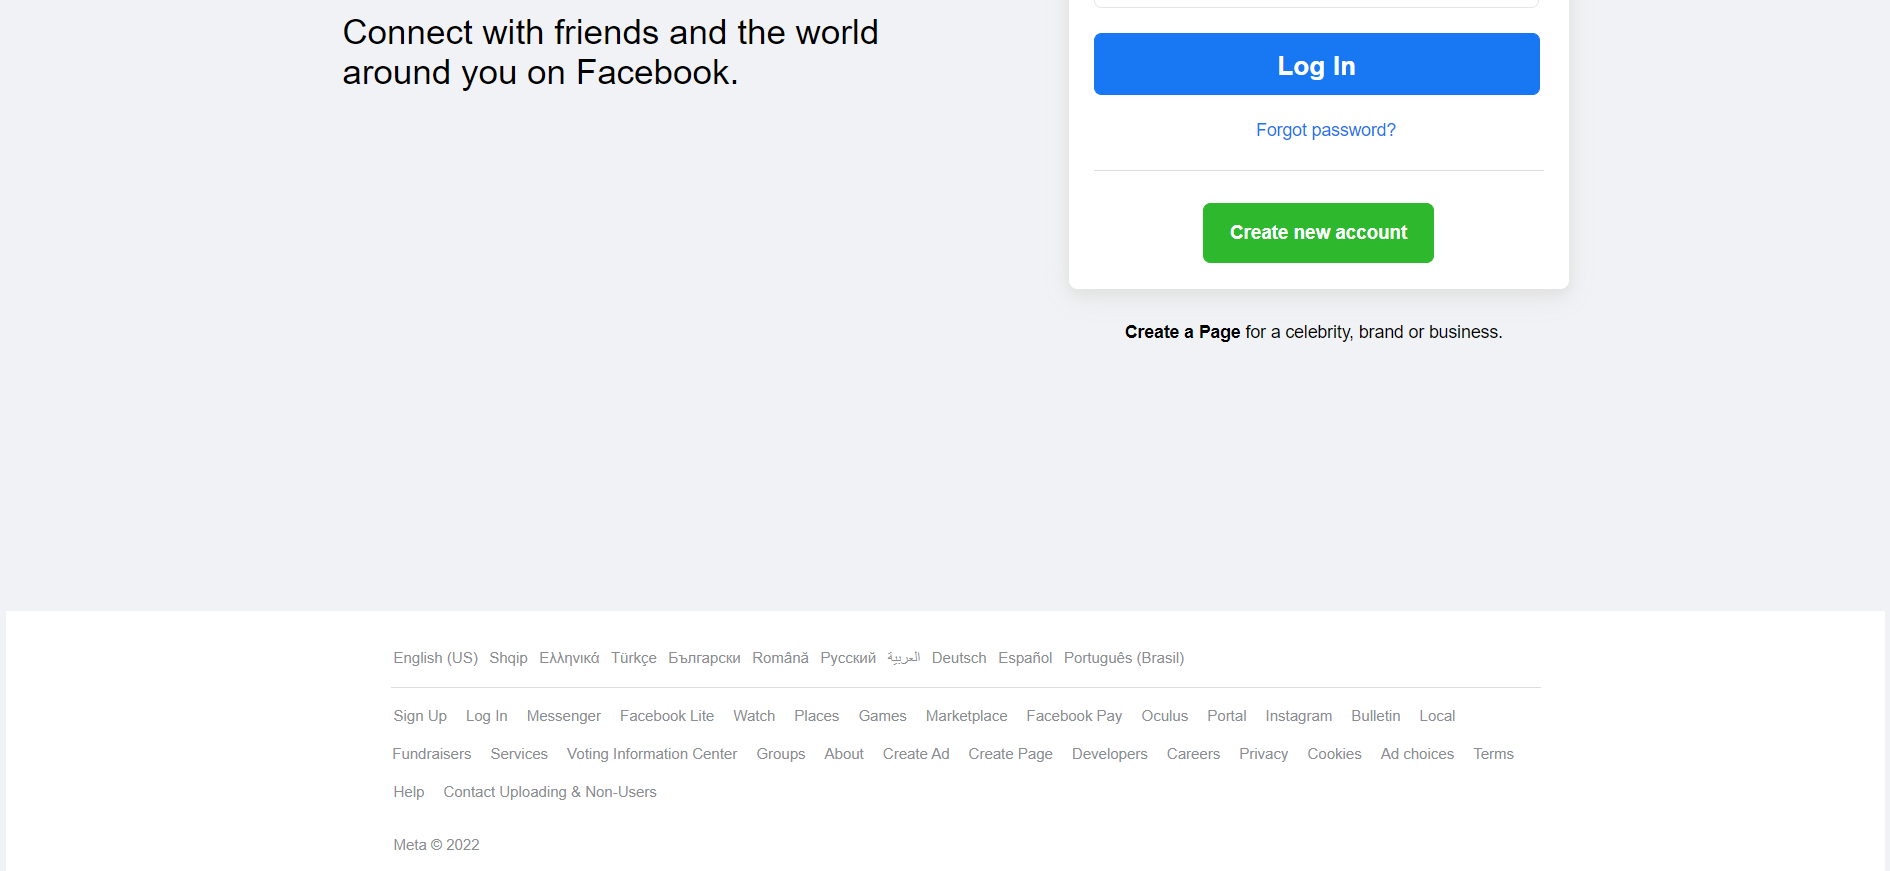 Connect with friends and the world
around you on Facebook.
Log In
Forgot password?
Create new account
Create a Page for a celebrity, brand or business.
English (US) Shqip Ελληνικά Türkçe Български Română Русский العربية Deutsch Español Português (Brasil)
Sign Up Log In Messenger Facebook Lite Watch Places Games Marketplace Facebook Pay Oculus Portal Instagram Bulletin Local
Fundraisers Services Voting Information Center Groups About Create Ad Create Page Developers Careers Privacy Cookies Ad choices Terms
Help Contact Uploading & Non-Users
Meta © 2022